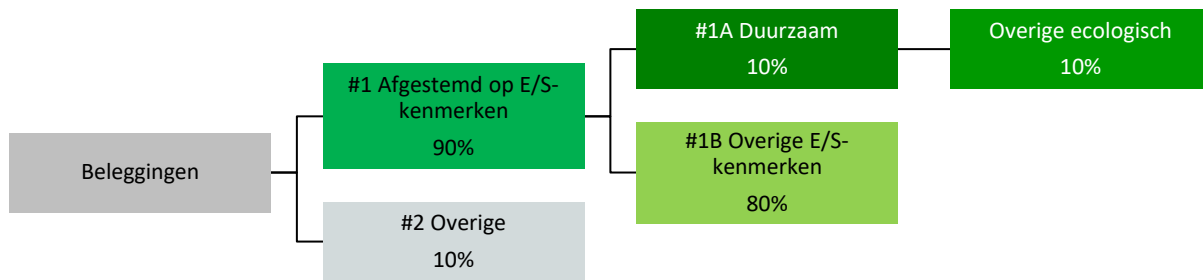 Beleggingen
#1 Afgestemd op E/S-
kenmerken
90%
#2 Overige
10%
#1A Duurzaam
10%
#1B Overige E/S-
kenmerken
80%
Overige ecologisch
10%